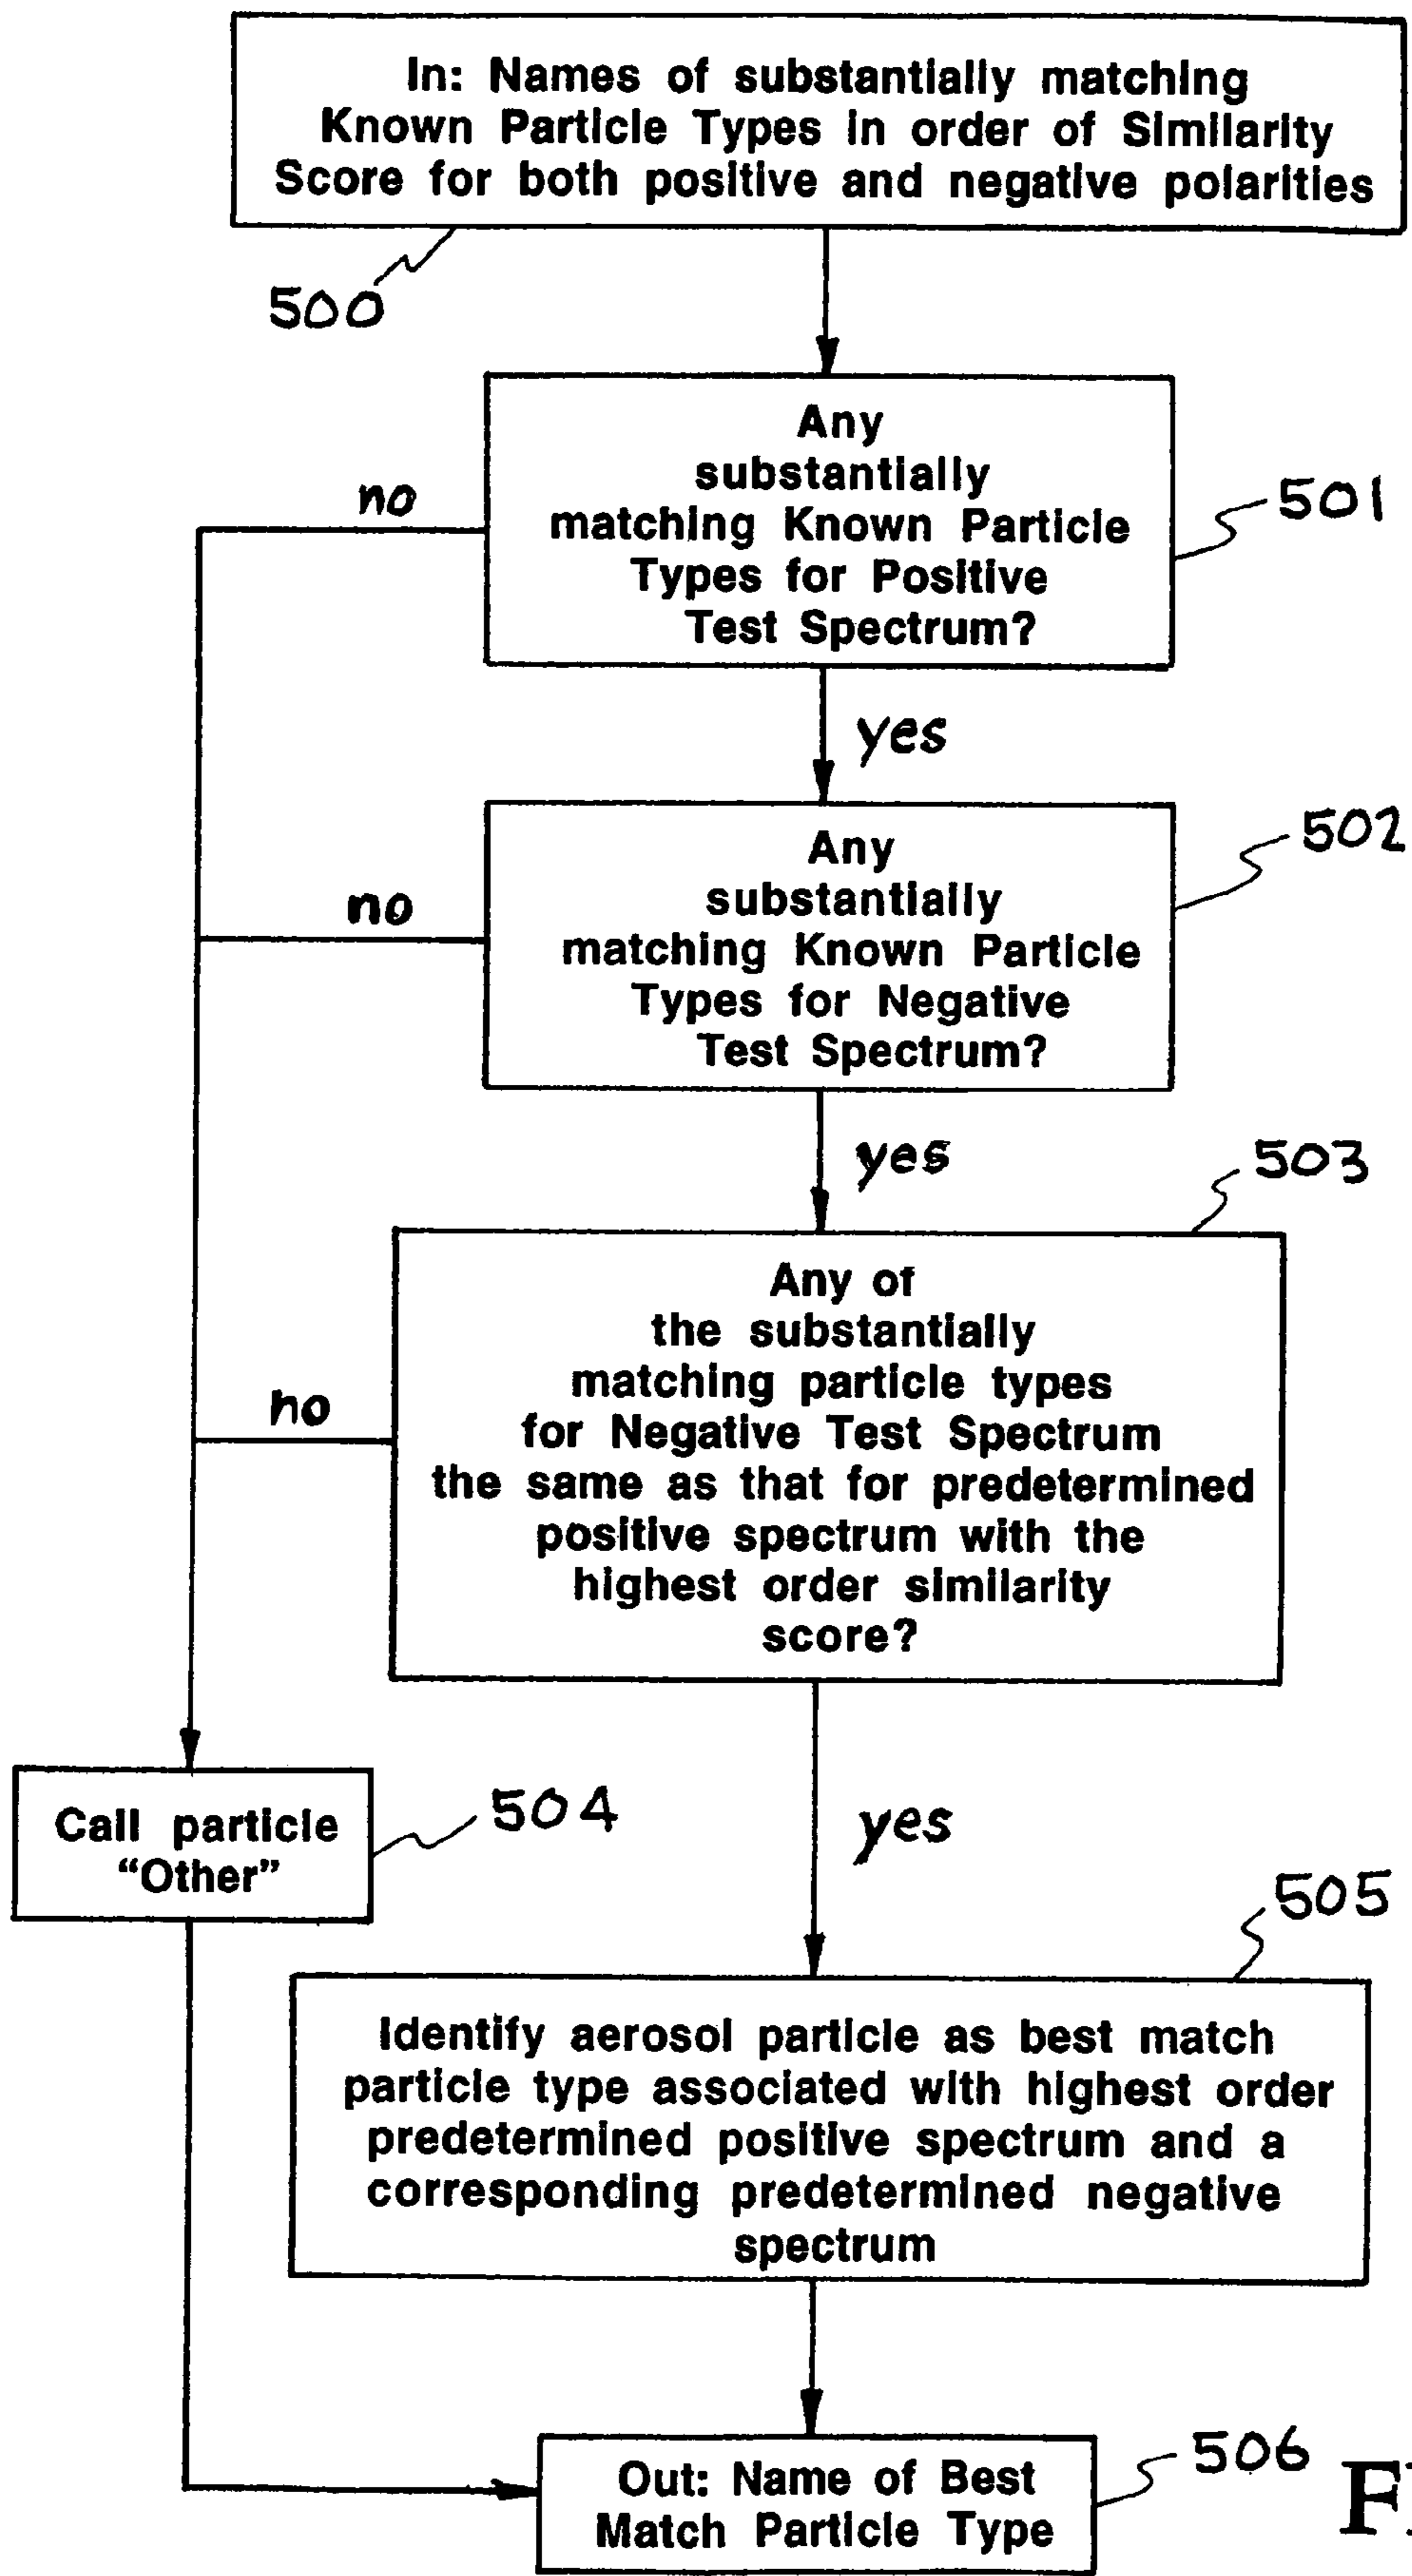 In: Names of substantially matching
Known Particle Types in order of Similarity
Score for both positive and negative polarities
500
Any
substantially
matching Known Particle
Types for Positive
Test Spectrum?
501
no
yes
Any
substantially
matching Known Particle
Types for Negative
Test Spectrum?
502
no
yes
503
Any of
the substantially
matching particle types
for Negative Test Spectrum
the same as that for predetermined
positive spectrum with the
highest order similarity
score?
no
yes
Call particle
“Other”
504
505
Identify aerosol particle as best match
particle type associated with highest order
predetermined positive spectrum and a
corresponding predetermined negative
spectrum
Out: Name of Best
Match Particle Type
506